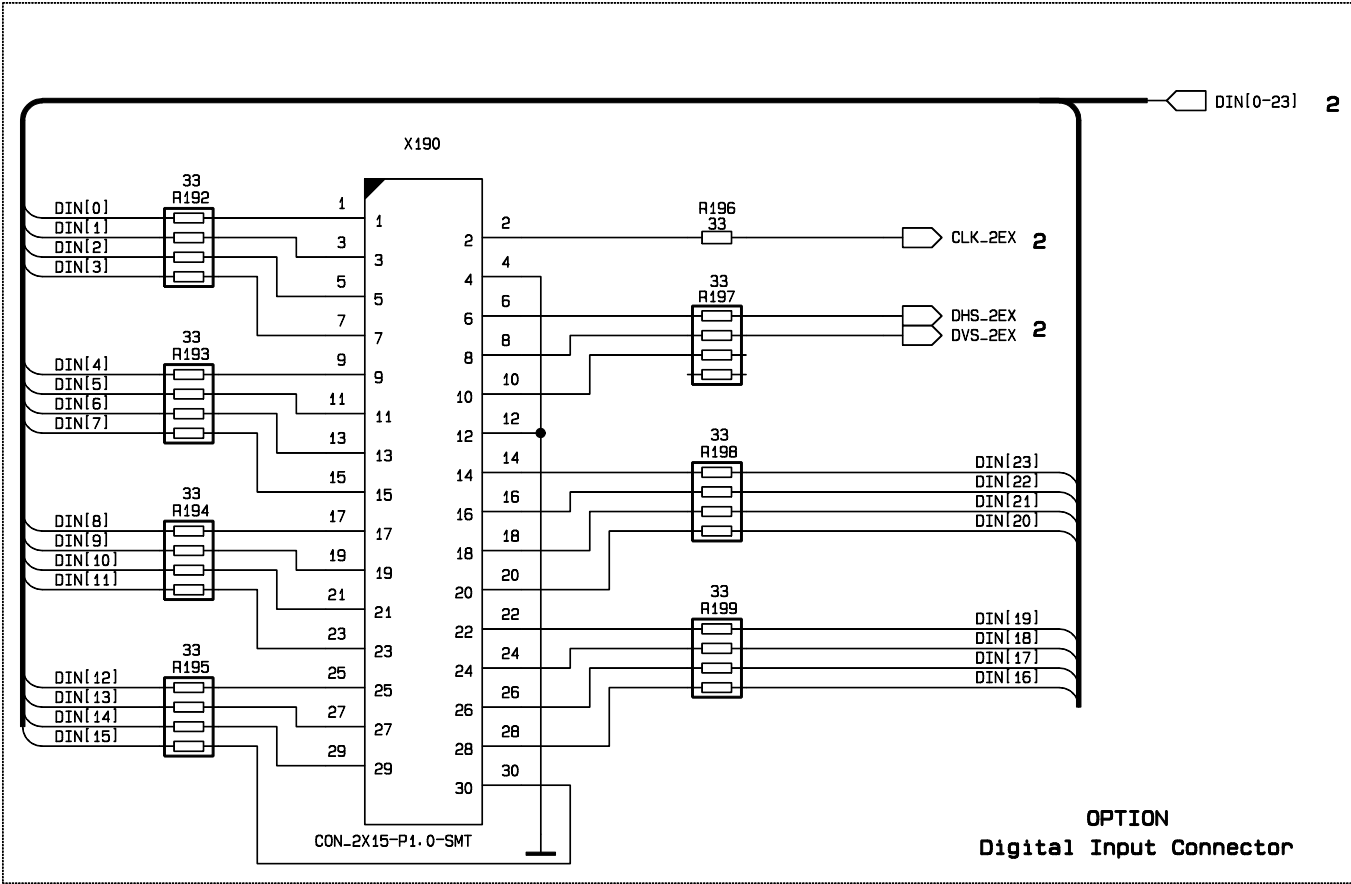 DIN[0-23] 2
X190
33
R192
DIN[0]
DIN[1]
DIN[2]
DIN[3]
33
R193
DIN[4]
DIN[5]
DIN[6]
DIN[7]
33
R194
DIN[8]
DIN[9]
DIN[10]
DIN[11]
33
R195
DIN[12]
DIN[13]
DIN[14]
DIN[15]
1
3
5
7
9
11
13
15
17
19
21
23
25
27
29
1
3
5
7
9
11
13
15
17
19
21
23
25
27
29
2
4
6
8
10
12
14
16
18
20
22
24
26
28
30
2
4
6
8
10
12
14
16
18
20
22
24
26
28
30
CON_2X15-P1.0-SMT
R196
33
CLK_2EX 2
33
R197
DHS_2EX
DVS_2EX 2
33
R198
DIN[23]
DIN[22]
DIN[21]
DIN[20]
33
R199
DIN[19]
DIN[18]
DIN[17]
DIN[16]
OPTION
Digital Input Connector